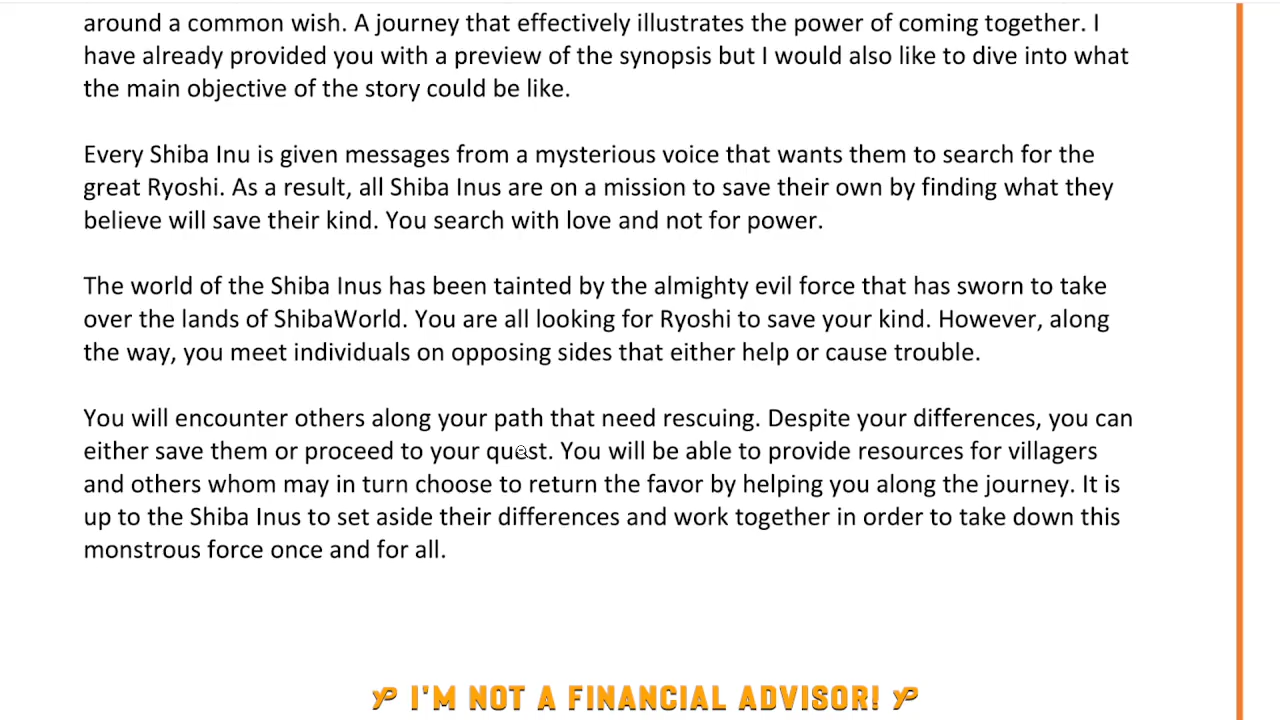 around a common wish. A journey that effectively illustrates the power of coming together. I
have already provided you with a preview of the synopsis but I would also like to dive into what
the main objective of the story could be like.
Every Shiba Inu is given messages from a mysterious voice that wants them to search for the
great Ryoshi. As a result, all Shiba Inus are on a mission to save their own by finding what they
believe will save their kind. You search with love and not for power.
The world of the Shiba Inus has been tainted by the almighty evil force that has sworn to take
over the lands of ShibaWorld. You are all looking for Ryoshi to save your kind. However, along
the way, you meet individuals on opposing sides that either help or cause trouble.
You will encounter others along your path that need rescuing. Despite your differences, you can
either save them or proceed to your quest. You will be able to provide resources for villagers
and others whom may in turn choose to return the favor by helping you along the journey. It is
up to the Shiba Inus to set aside their differences and work together in order to take down this
monstrous force once and for all.
I'M NOT A FINANCIAL ADVISOR!